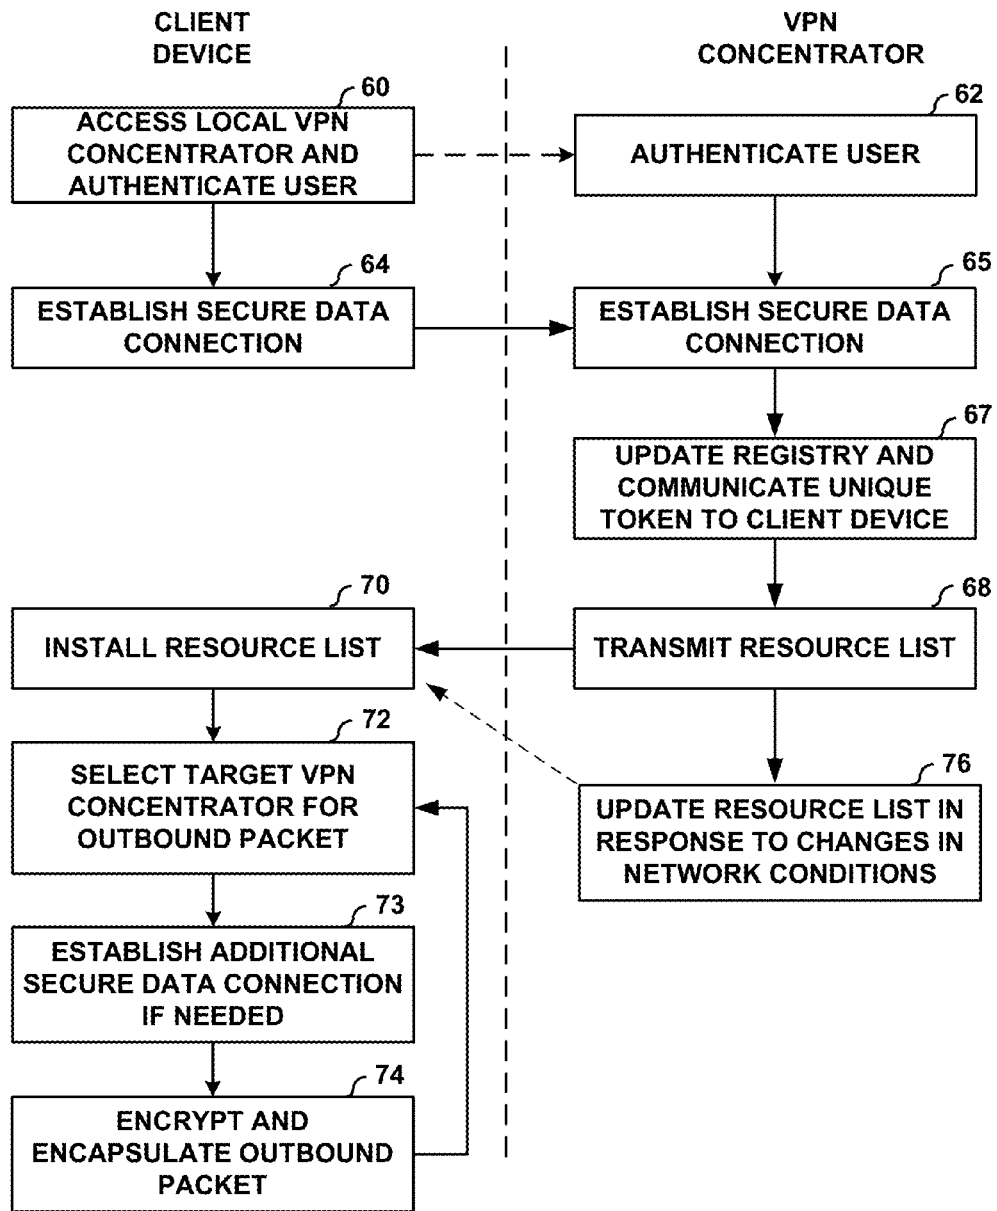 CLIENT
DEVICE
VPN
CONCENTRATOR
60
ACCESS LOCAL VPN
CONCENTRATOR AND
AUTHENTICATE USER
62
AUTHENTICATE USER
64
ESTABLISH SECURE DATA
CONNECTION
65
ESTABLISH SECURE DATA
CONNECTION
67
UPDATE REGISTRY AND
COMMUNICATE UNIQUE
TOKEN TO CLIENT DEVICE
70
INSTALL RESOURCE LIST
68
TRANSMIT RESOURCE LIST
72
SELECT TARGET VPN
CONCENTRATOR FOR
OUTBOUND PACKET
76
UPDATE RESOURCE LIST IN
RESPONSE TO CHANGES IN
NETWORK CONDITIONS
73
ESTABLISH ADDITIONAL
SECURE DATA CONNECTION
IF NEEDED
74
ENCRYPT AND
ENCAPSULATE OUTBOUND
PACKET